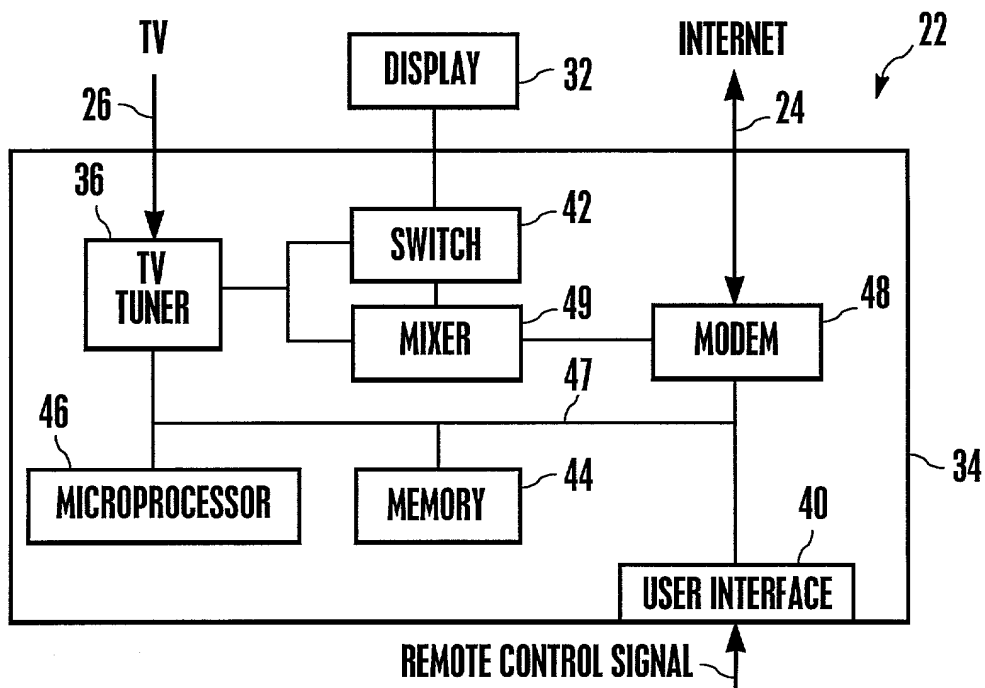 TV
INTERNET
22
DISPLAY
32
26
24
36
42
TV
TUNER
SWITCH
49
48
MIXER
MODEM
47
46
MICROPROCESSOR
MEMORY
44
34
40
USER INTERFACE
REMOTE CONTROL SIGNAL